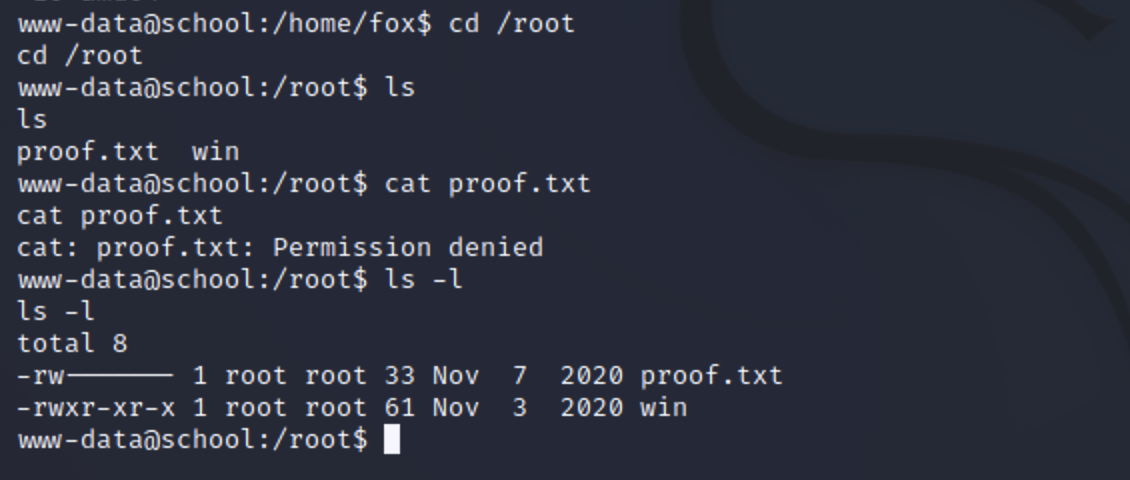 www-data@school:/home/fox$ cd /root
cd /root
www-data@school:/root$ ls
ls
proof.txt  win
www-data@school:/root$ cat proof.txt
cat proof.txt
cat: proof.txt: Permission denied
www-data@school:/root$ ls -l
ls -l
total 8
-rw------- 1 root root 33 Nov  7  2020 proof.txt
-rwxr-xr-x 1 root root 61 Nov  3  2020 win
www-data@school:/root$